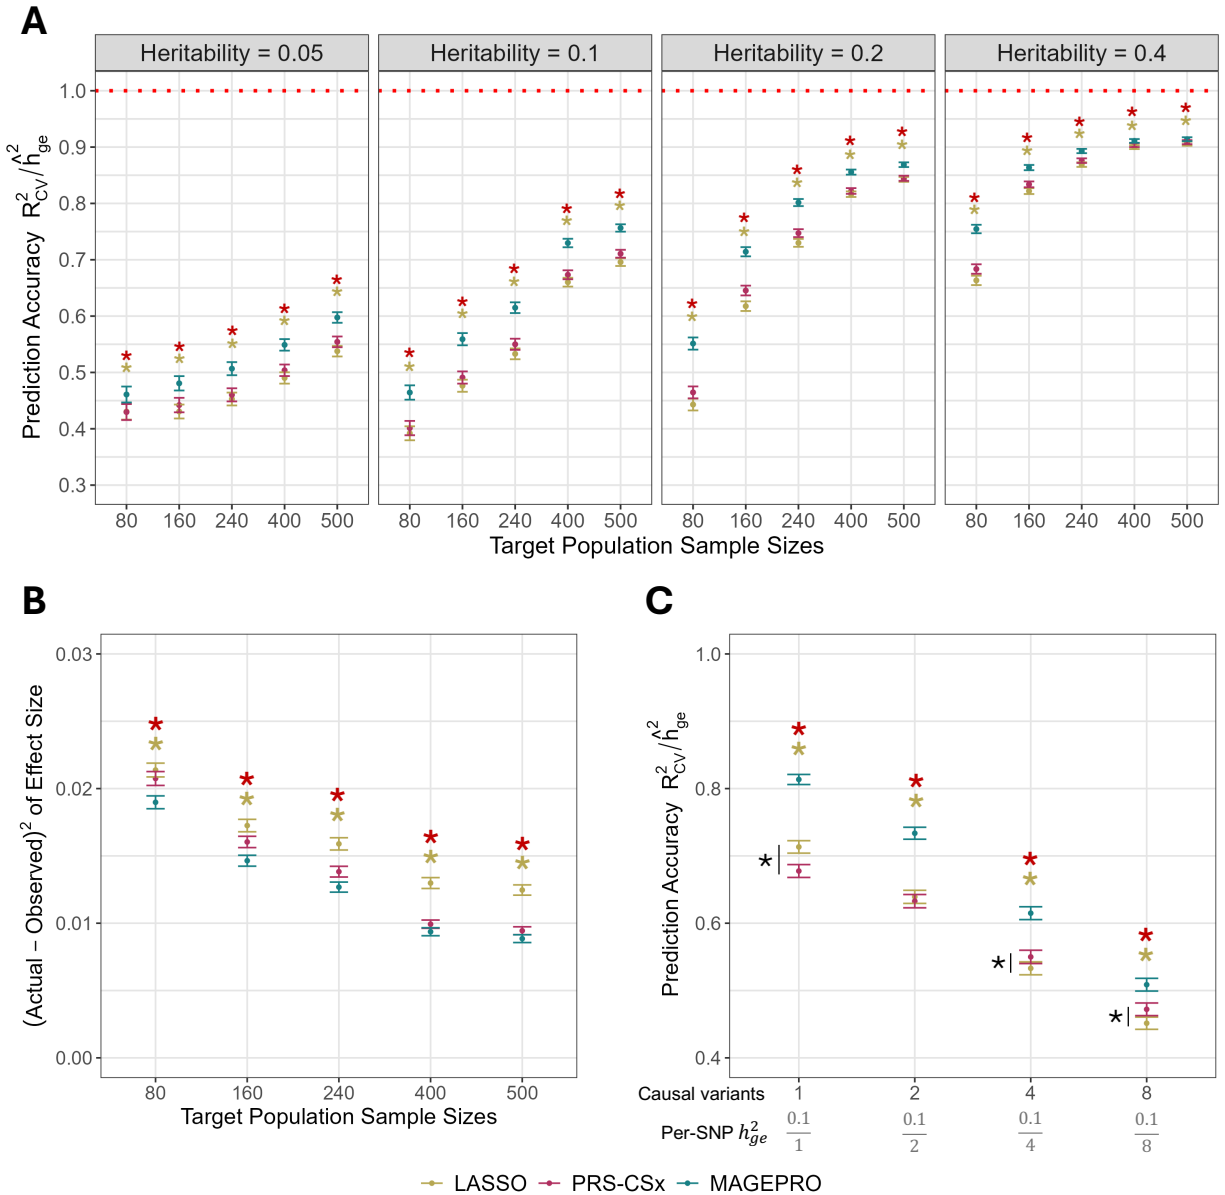 A
Heritability = 0.05 Heritability = 0.1 Heritability = 0.2 Heritability = 0.4
Prediction Accuracy R²CV/ĥ²ge
1.0
0.9
0.8
0.7
0.6
0.5
0.4
0.3
80 160 240 400 500 80 160 240 400 500 80 160 240 400 500 80 160 240 400 500
Target Population Sample Sizes
B
(Actual − Observed)² of Effect Size
0.03
0.02
0.01
0.00
80 160 240 400 500
Target Population Sample Sizes
C
Prediction Accuracy R²CV/ĥ²ge
1.0
0.8
0.6
0.4
Causal variants 1 2 4 8
Per-SNP h²ge 0.1/1 0.1/2 0.1/4 0.1/8
LASSO PRS-CSx MAGEPRO